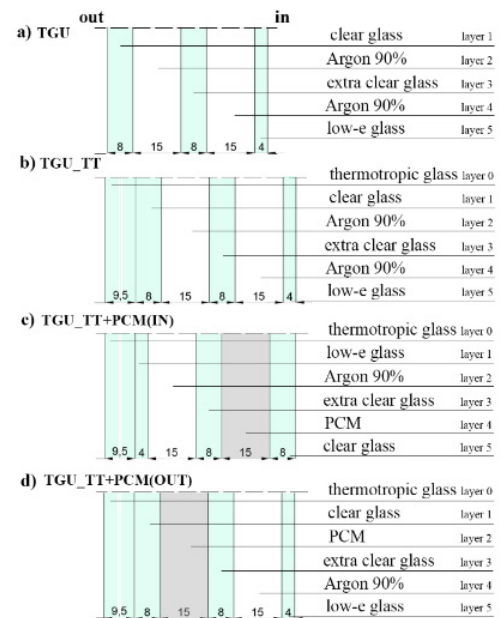 out in
a) TGU
clear glass layer 1
Argon 90% layer 2
extra clear glass layer 3
Argon 90% layer 4
low-e glass layer 5
8 15 8 15 4
b) TGU_TT
thermotropic glass layer 0
clear glass layer 1
Argon 90% layer 2
extra clear glass layer 3
Argon 90% layer 4
low-e glass layer 5
9,5 8 15 8 15 4
c) TGU_TT+PCM(IN)
thermotropic glass layer 0
low-e glass layer 1
Argon 90% layer 2
extra clear glass layer 3
PCM layer 4
clear glass layer 5
9,5 4 15 8 15 8
d) TGU_TT+PCM(OUT)
thermotropic glass layer 0
clear glass layer 1
PCM layer 2
extra clear glass layer 3
Argon 90% layer 4
low-e glass layer 5
9,5 8 15 8 15 4